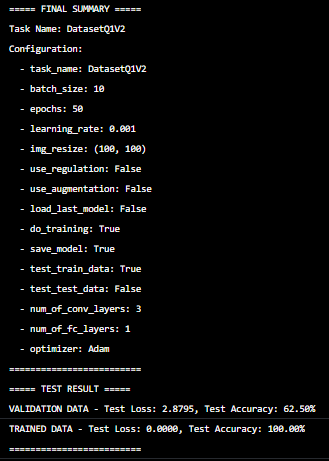 ===== FINAL SUMMARY =====
Task Name: DatasetQ1V2
Configuration:
- task_name: DatasetQ1V2
- batch_size: 10
- epochs: 50
- learning_rate: 0.001
- img_resize: (100, 100)
- use_regulation: False
- use_augmentation: False
- load_last_model: False
- do_training: True
- save_model: True
- test_train_data: True
- test_test_data: False
- num_of_conv_layers: 3
- num_of_fc_layers: 1
- optimizer: Adam
=========================
===== TEST RESULT =====
VALIDATION DATA - Test Loss: 2.8795, Test Accuracy: 62.50%
TRAINED DATA - Test Loss: 0.0000, Test Accuracy: 100.00%
=========================